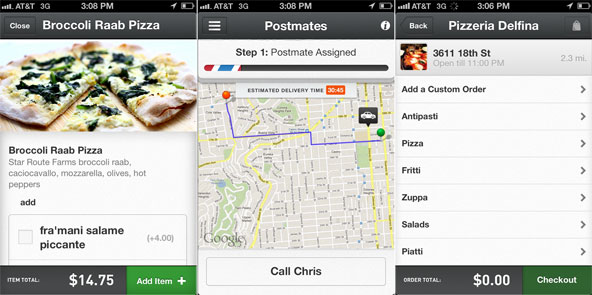 AT&T 3G 3:08 PM
Close Broccoli Raab Pizza
Broccoli Raab Pizza
Star Route Farms broccoli raab,
caciocavallo, mozzarella, olives, hot
peppers
add
fra'mani salame
piccante (+4.00)
ITEM TOTAL: $14.75 Add Item +
AT&T 3G 3:08 PM
Postmates
Step 1: Postmate Assigned
ESTIMATED DELIVERY TIME 30:45
Google
Call Chris
AT&T 3G 3:06 PM
Back Pizzeria Delfina
3611 18th St
Open till 11:00 PM 2.3 mi.
Add a Custom Order
Antipasti
Pizza
Fritti
Zuppa
Salads
Piatti
ORDER TOTAL: $0.00 Checkout